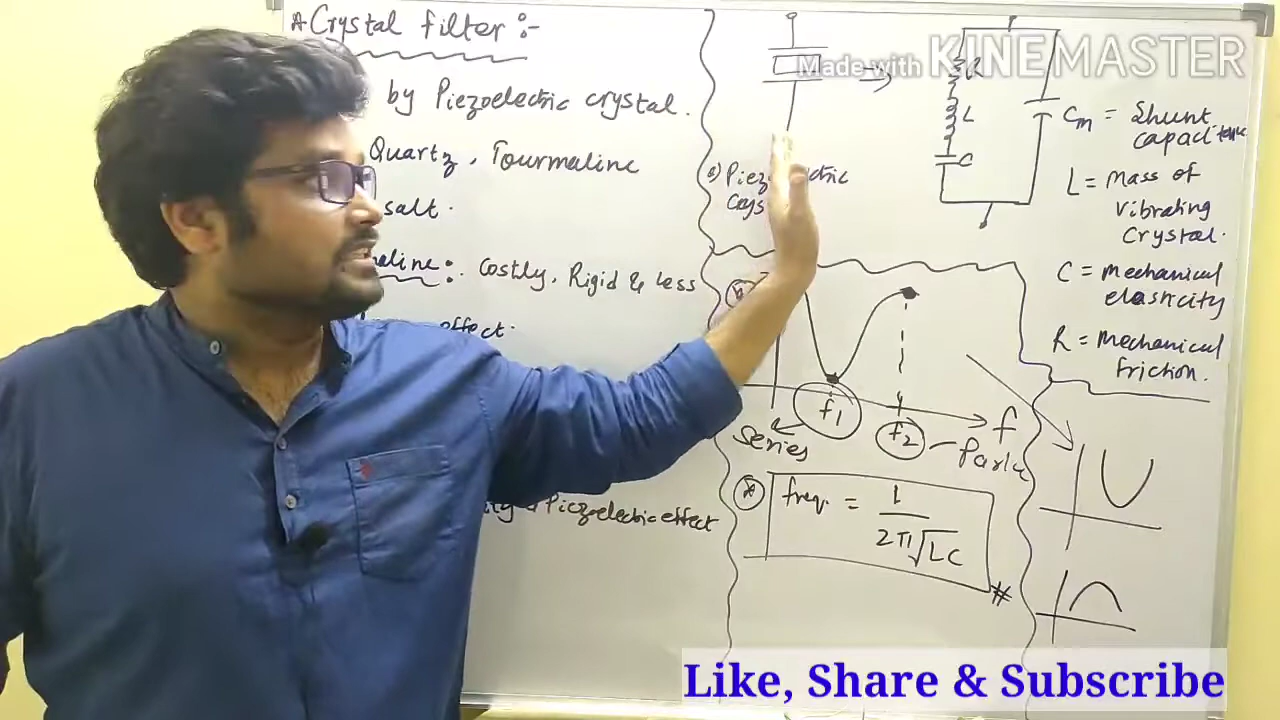 * Crystal filter :-
by Piezoelectric crystal.
Quartz, Tourmaline
salt.
maline :. Costly, Rigid & less
effect.
& Piezoelectric effect
Made with KINEMASTER
R
L
C
Cm = Shunt
capacitance
L = Mass of
vibrating
Crystal.
C = mechanical
elasticity
R = Mechanical
friction.
f1
f2
f
Series
freq. = 1
2π√LC
#
Like, Share & Subscribe